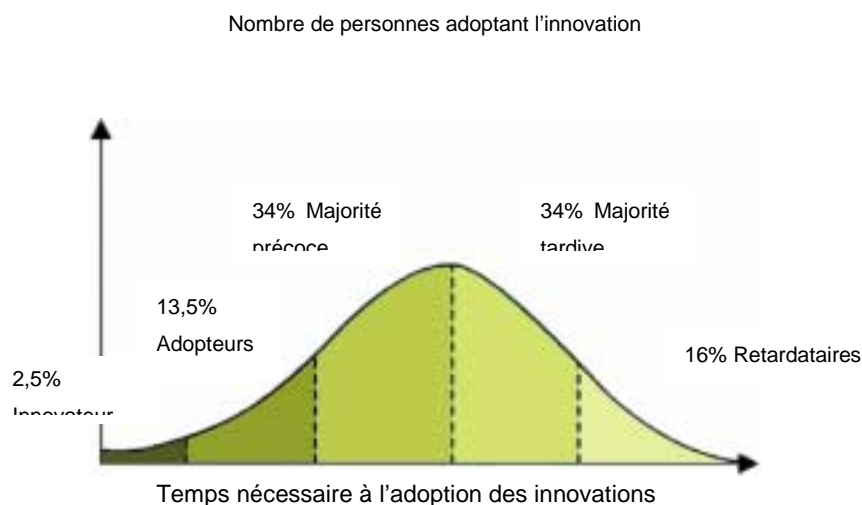 Nombre de personnes adoptant l’innovation
34% Majorité
précoce
34% Majorité
tardive
13,5%
Adopteurs
16% Retardataires
2,5%
Innovateur
Temps nécessaire à l’adoption des innovations